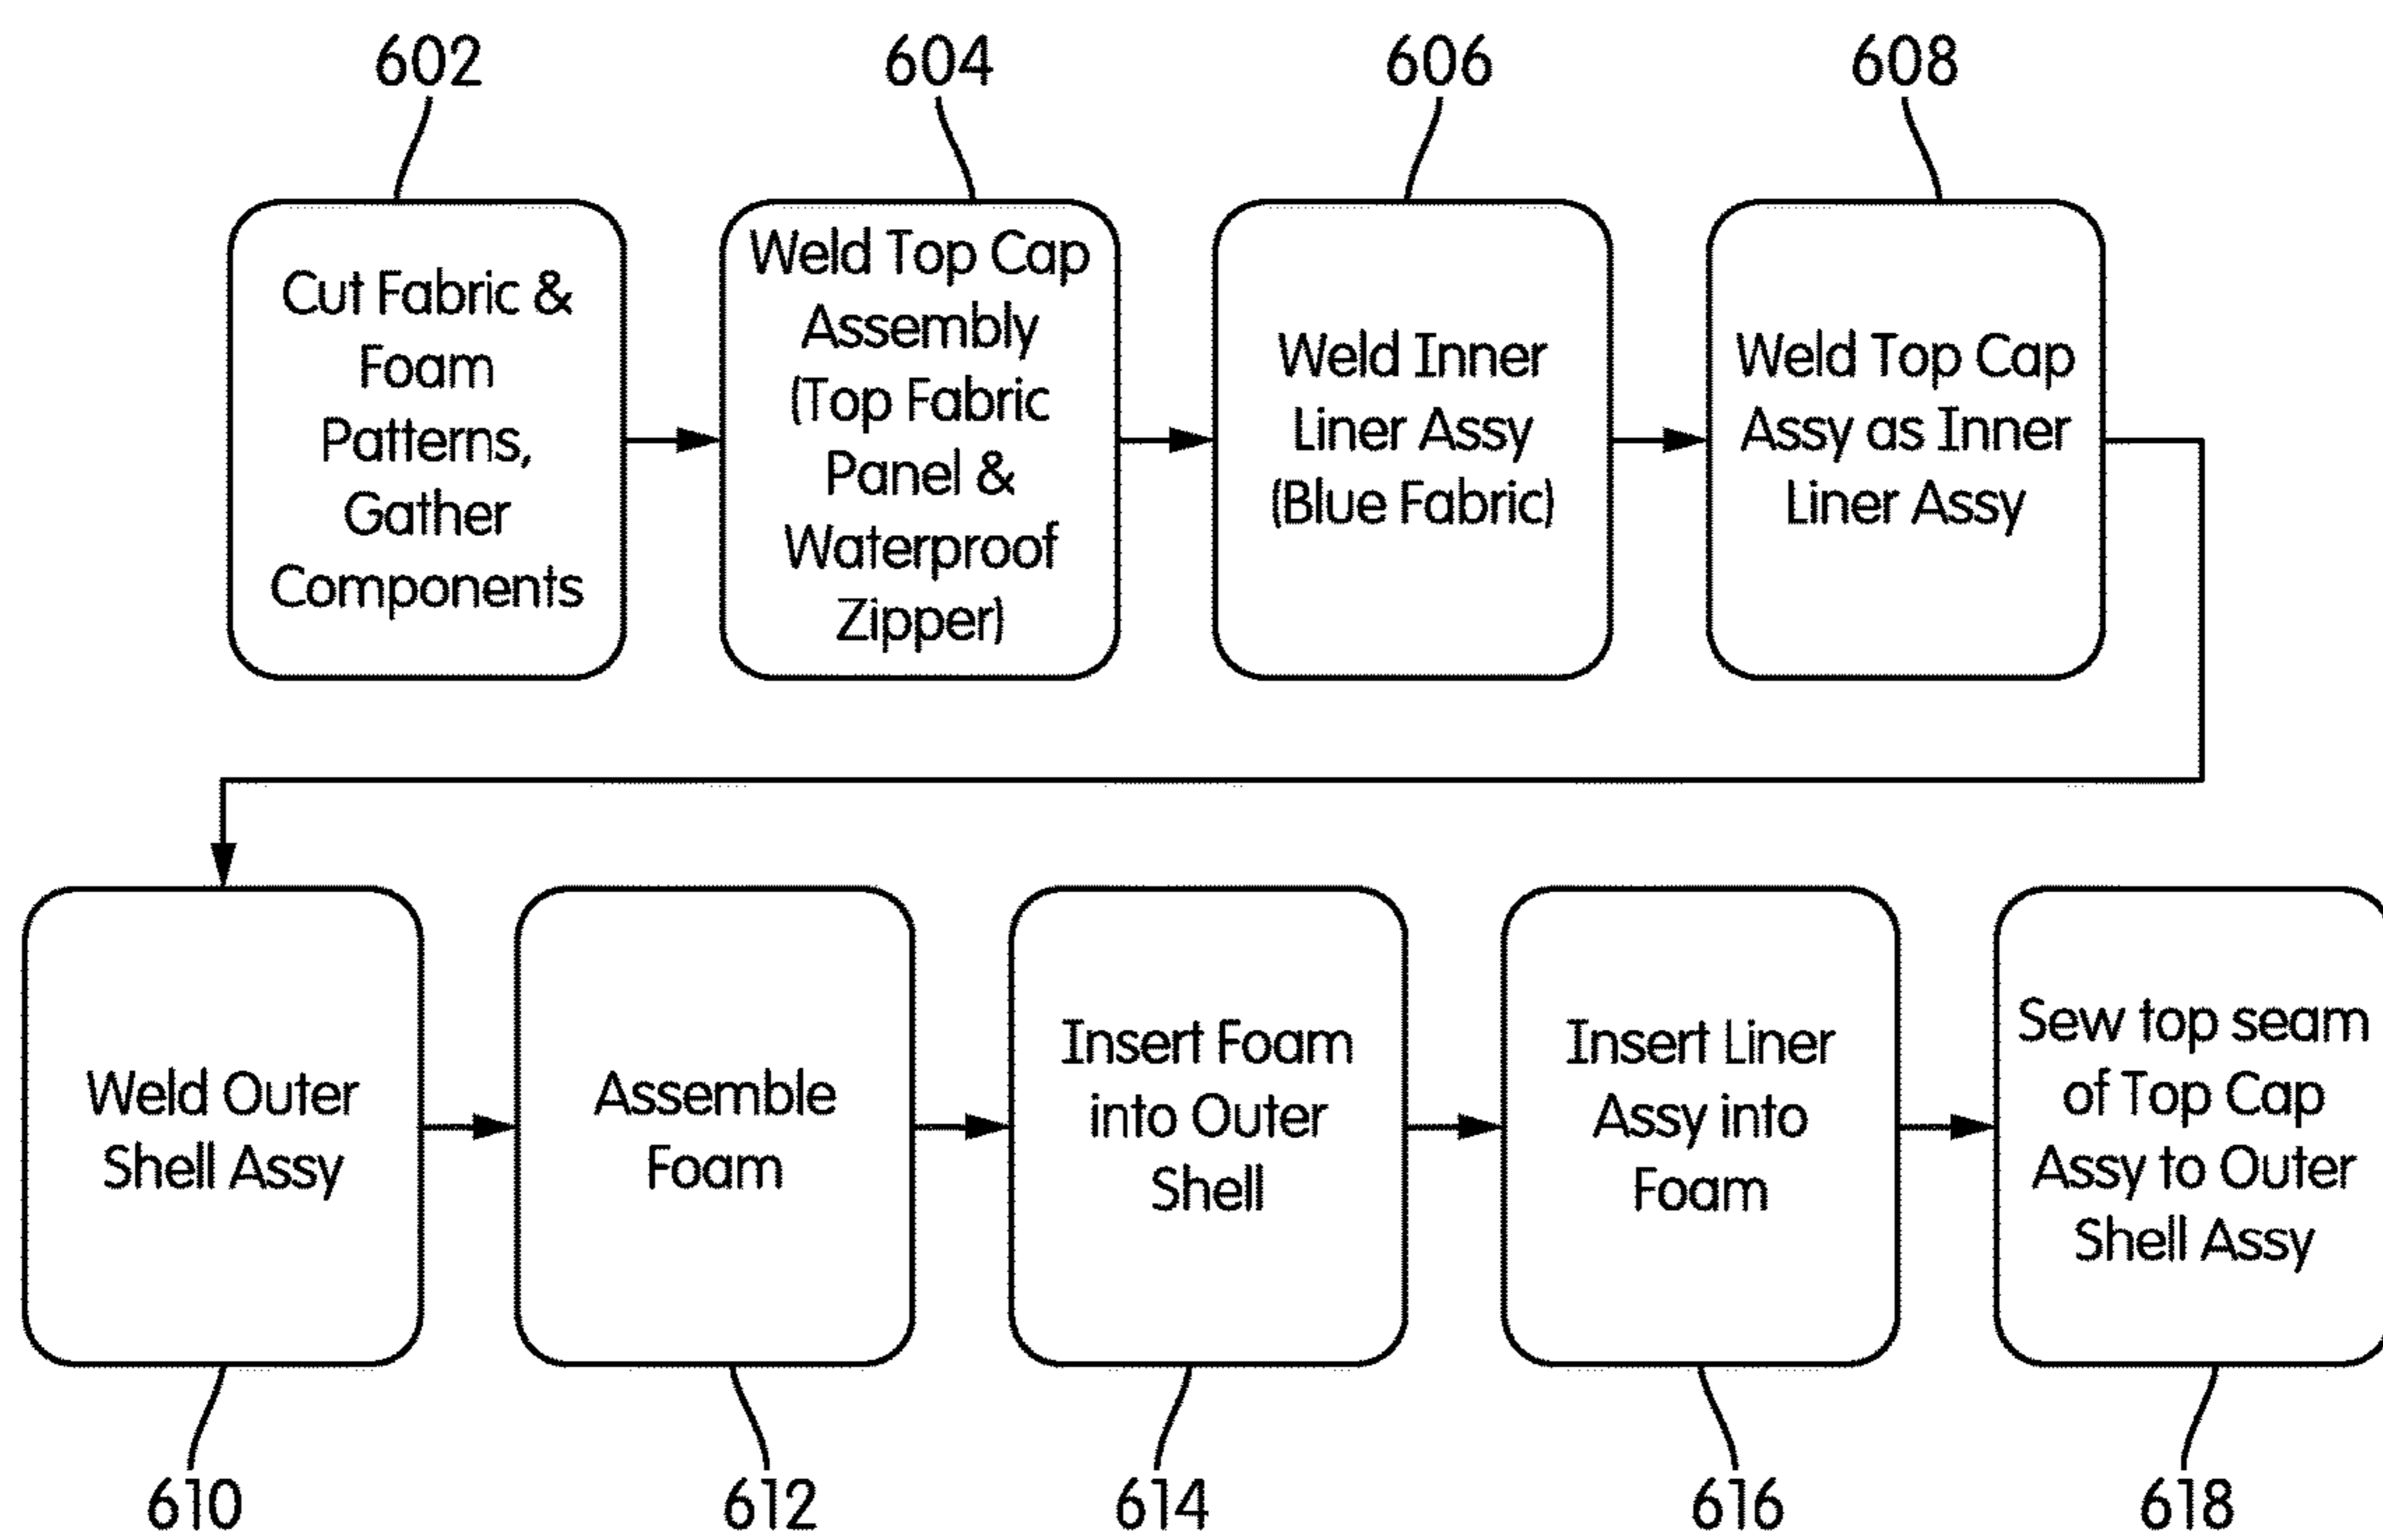 602
604
606
608
Cut Fabric &
Foam
Patterns,
Gather
Components
Weld Top Cap
Assembly
(Top Fabric
Panel &
Waterproof
Zipper)
Weld Inner
Liner Assy
(Blue Fabric)
Weld Top Cap
Assy as Inner
Liner Assy
Weld Outer
Shell Assy
Assemble
Foam
Insert Foam
into Outer
Shell
Insert Liner
Assy into
Foam
Sew top seam
of Top Cap
Assy to Outer
Shell Assy
610
612
614
616
618